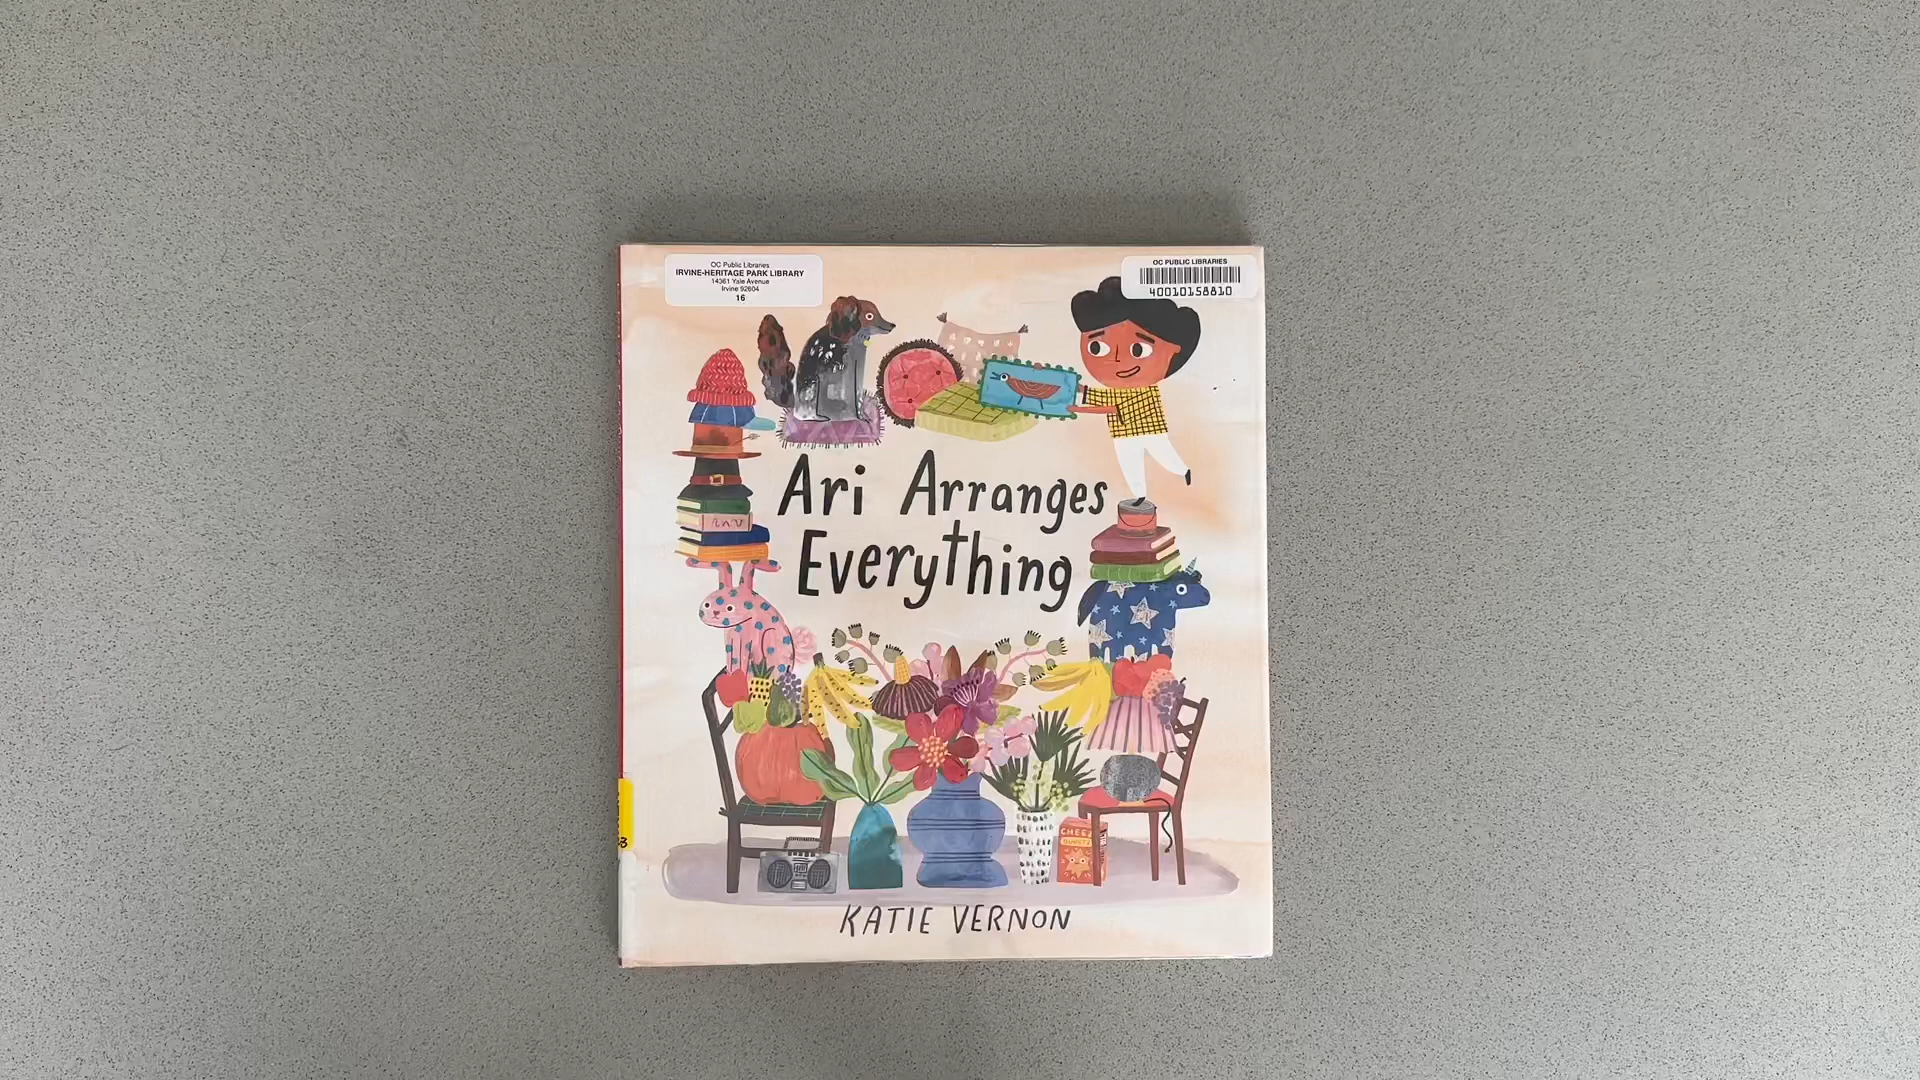 OC Public Libraries
IRVINE-HERITAGE PARK LIBRARY
14361 Yale Avenue
Irvine 92604
16
OC PUBLIC LIBRARIES
40010158810
Ari Arranges
Everything
CHEEZ
KATIE VERNON